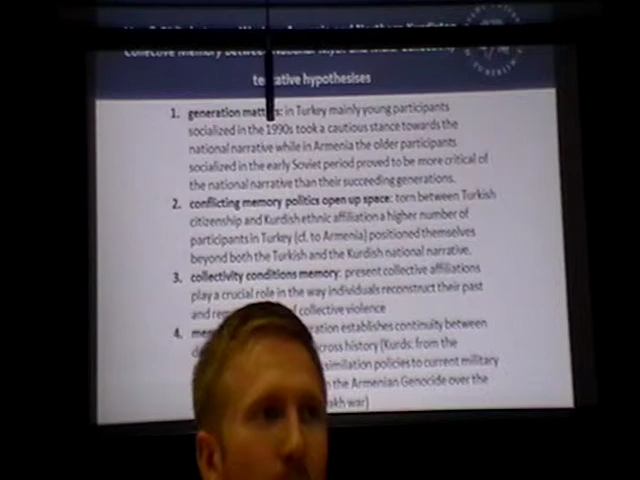 Collective Memory between National Myth and
tentative hypothesises
1. generation matters: in Turkey mainly young participants
socialized in the 1990s took a cautious stance towards the
national narrative while in Armenia the older participants
socialized in the early Soviet period proved to be more critical of
the national narrative than their succeeding generations.
2. conflicting memory politics open up space: torn between Turkish
citizenship and Kurdish ethnic affiliation a higher number of
participants in Turkey (cf. to Armenia) positioned themselves
beyond both the Turkish and the Kurdish national narrative.
3. collectivity conditions memory: present collective affiliations
play a crucial role in the way individuals reconstruct their past
and of collective violence
4. establishes continuity between
cross history (Kurds: from the
similation policies to current military
the Armenian Genocide over the
war)